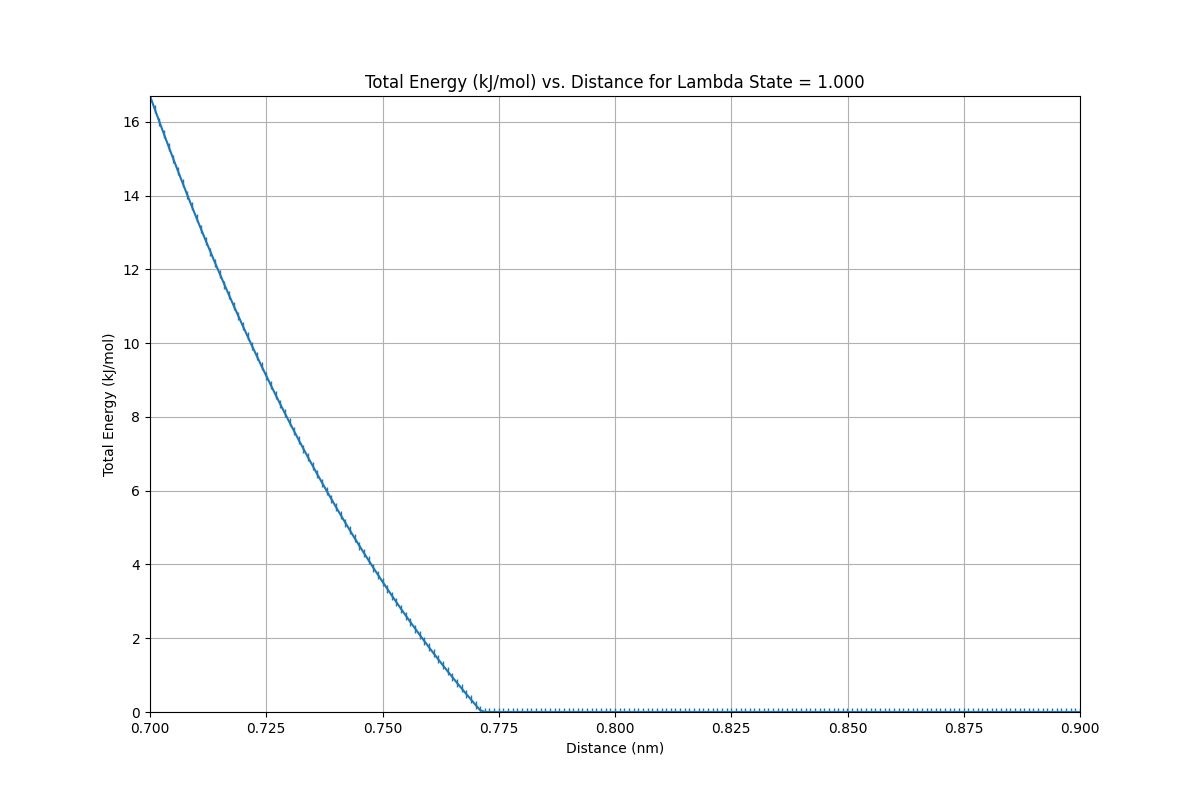 Total Energy (kJ/mol) vs. Distance for Lambda State = 1.000
16
14
12
10
8
6
4
2
0
Total Energy (kJ/mol)
0.700 0.725 0.750 0.775 0.800 0.825 0.850 0.875 0.900
Distance (nm)